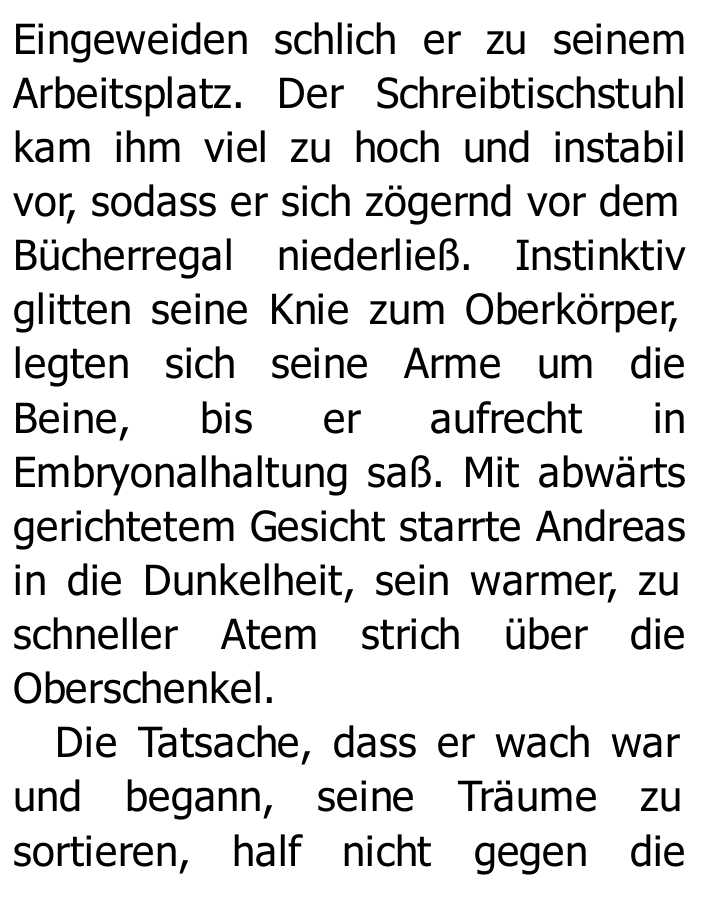 Eingeweiden schlich er zu seinem
Arbeitsplatz. Der Schreibtischstuhl
kam ihm viel zu hoch und instabil
vor, sodass er sich zögernd vor dem
Bücherregal niederließ. Instinktiv
glitten seine Knie zum Oberkörper,
legten sich seine Arme um die
Beine, bis er aufrecht in
Embryonalhaltung saß. Mit abwärts
gerichtetem Gesicht starrte Andreas
in die Dunkelheit, sein warmer, zu
schneller Atem strich über die
Oberschenkel.
Die Tatsache, dass er wach war
und begann, seine Träume zu
sortieren, half nicht gegen die